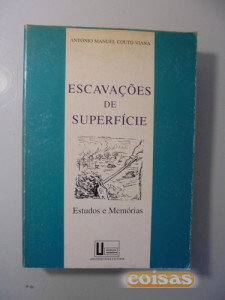 ANTÓNIO MANUEL COUTO VIANA
ESCAVAÇÕES
DE
SUPERFÍCIE
Estudos e Memórias
coisas